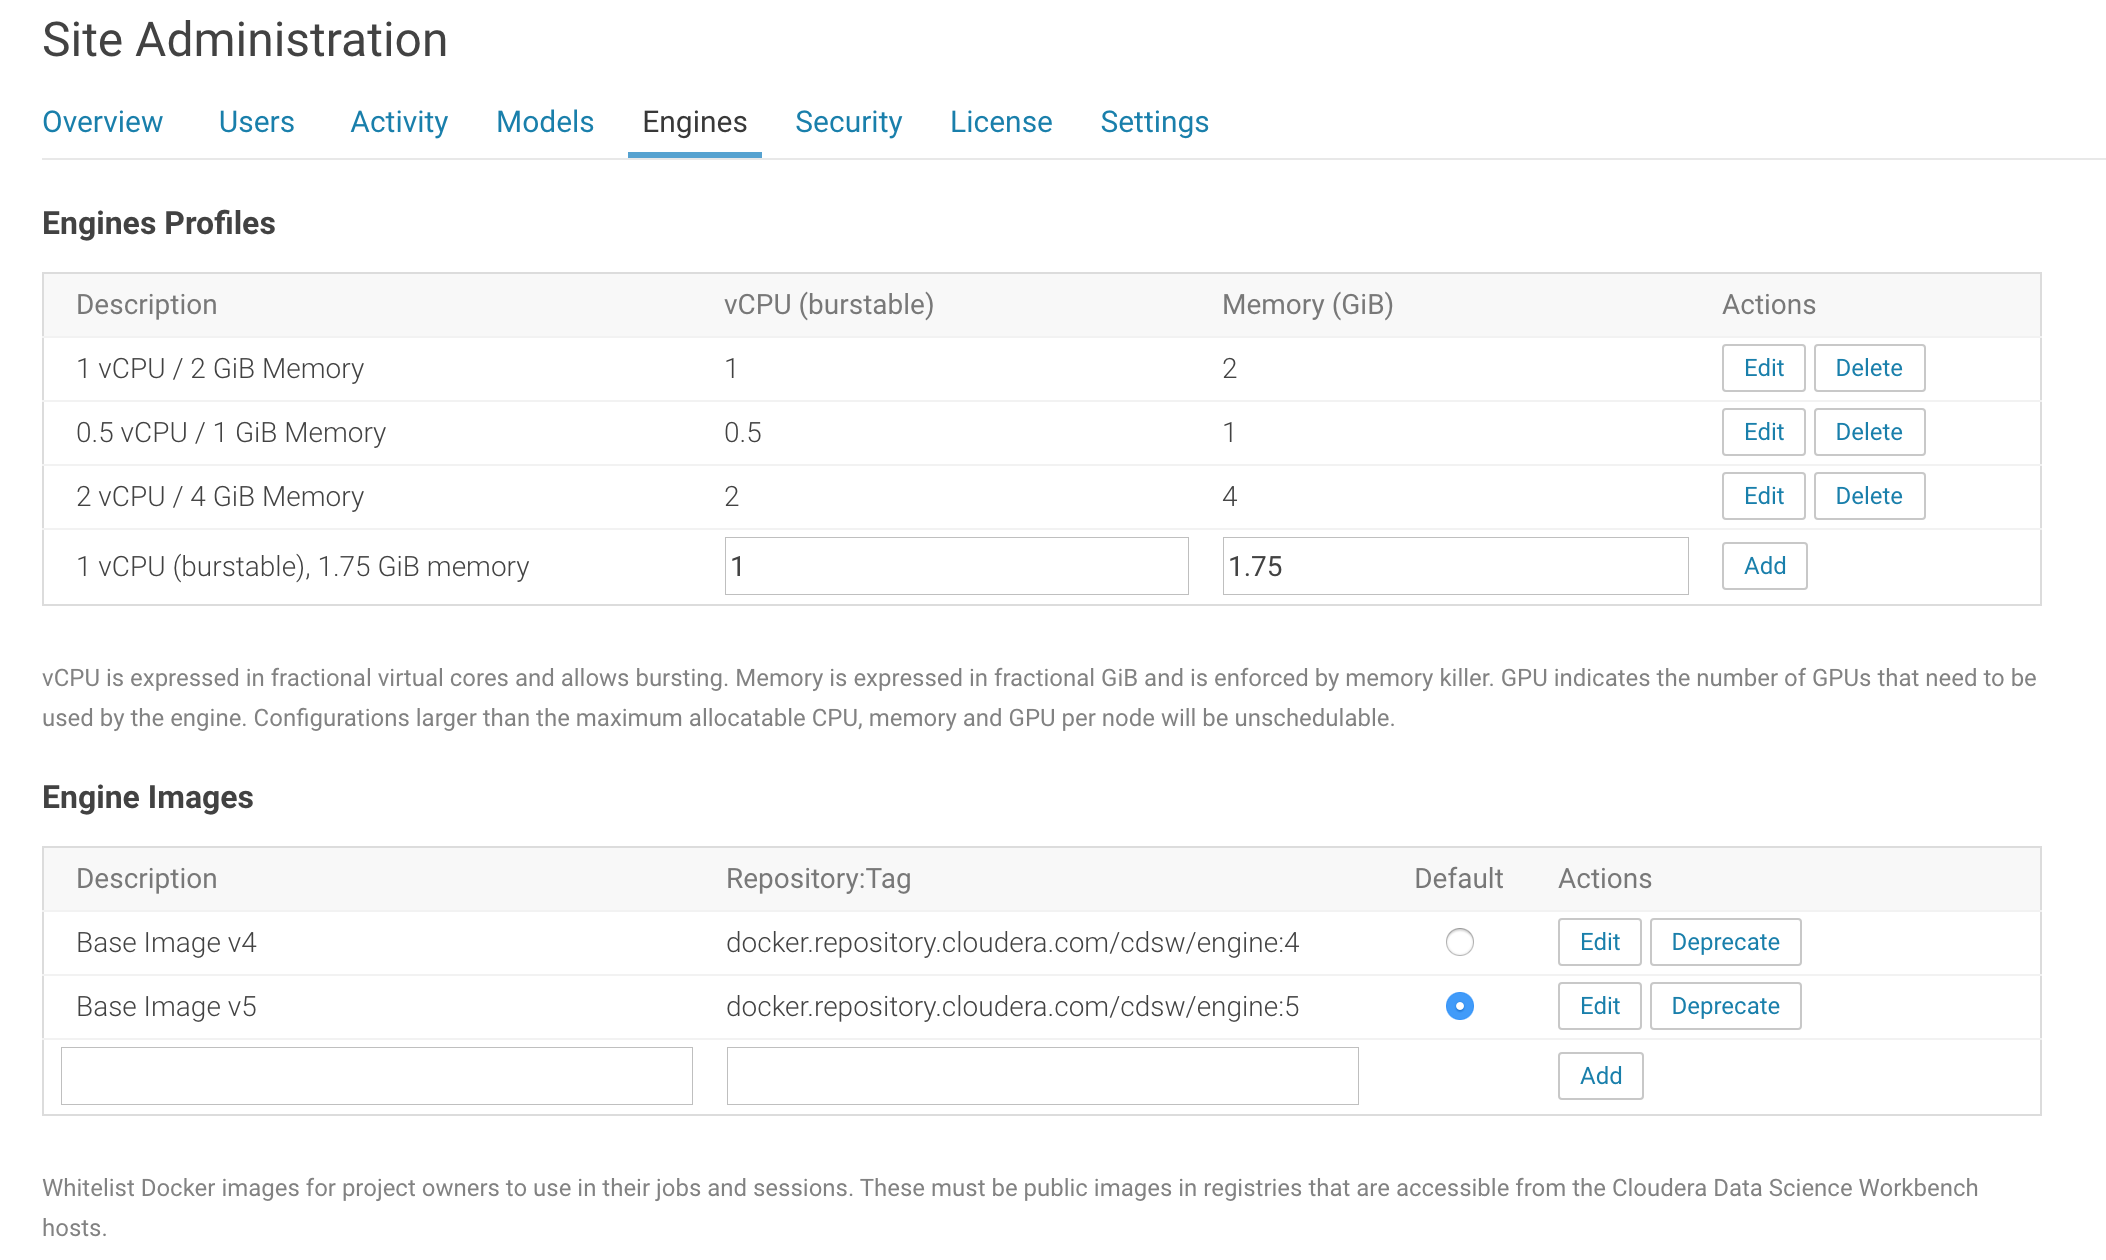 Site Administration
Overview Users Activity Models Engines Security License Settings
Engines Profiles
Description vCPU (burstable) Memory (GiB) Actions
1 vCPU / 2 GiB Memory 1 2 Edit Delete
0.5 vCPU / 1 GiB Memory 0.5 1 Edit Delete
2 vCPU / 4 GiB Memory 2 4 Edit Delete
1 vCPU (burstable), 1.75 GiB memory 1 1.75 Add
vCPU is expressed in fractional virtual cores and allows bursting. Memory is expressed in fractional GiB and is enforced by memory killer. GPU indicates the number of GPUs that need to be
used by the engine. Configurations larger than the maximum allocatable CPU, memory and GPU per node will be unschedulable.
Engine Images
Description Repository:Tag Default Actions
Base Image v4 docker.repository.cloudera.com/cdsw/engine:4 Edit Deprecate
Base Image v5 docker.repository.cloudera.com/cdsw/engine:5 Edit Deprecate
Add
Whitelist Docker images for project owners to use in their jobs and sessions. These must be public images in registries that are accessible from the Cloudera Data Science Workbench
hosts.